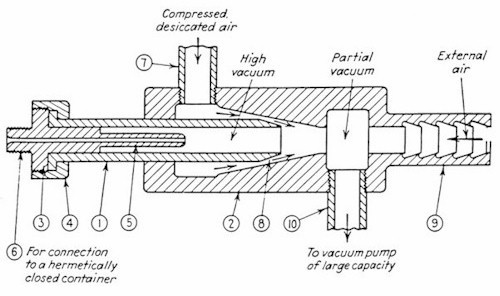 Compressed,
desiccated air
7
High
vacuum
Partial
vacuum
External
air
3
4
1
5
2
8
10
9
6
For connection
to a hermetically
closed container
To vacuum pump
of large capacity